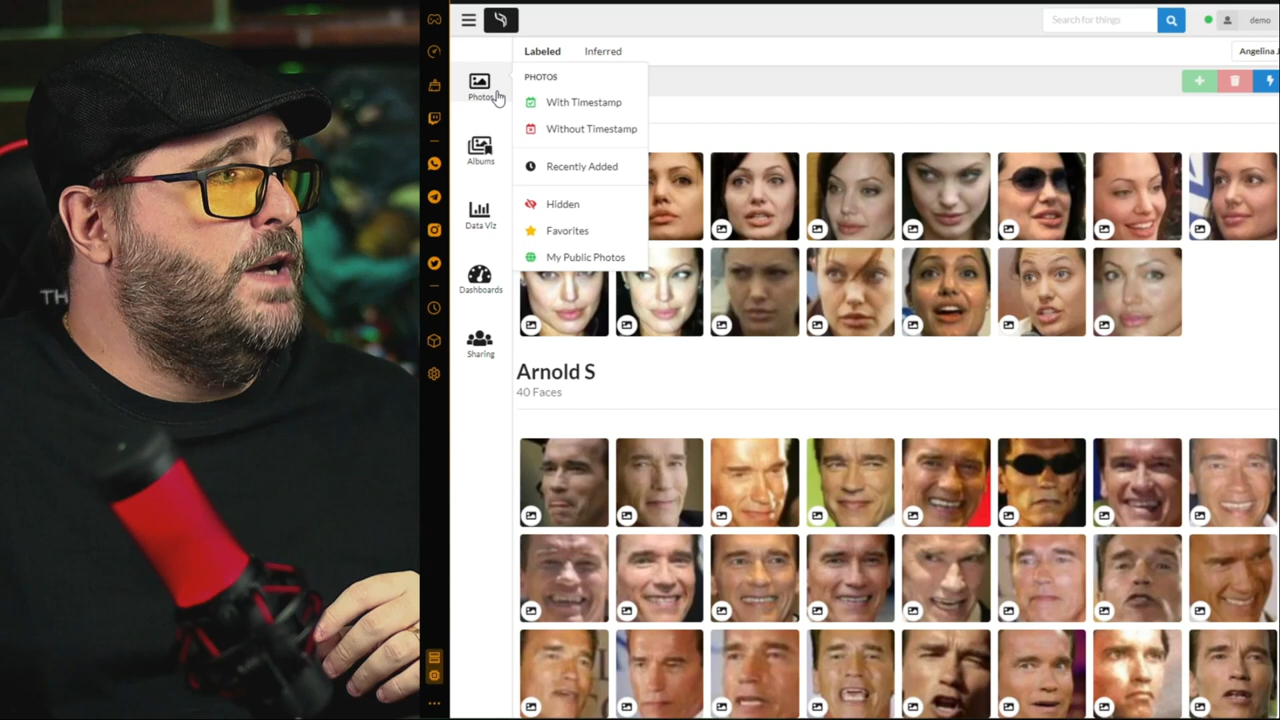 Search for things
demo
Labeled
Inferred
Angelina J
PHOTOS
Photos
With Timestamp
Without Timestamp
Albums
Recently Added
Data Viz
Hidden
Favorites
My Public Photos
Dashboards
TH
Sharing
Arnold S
40 Faces